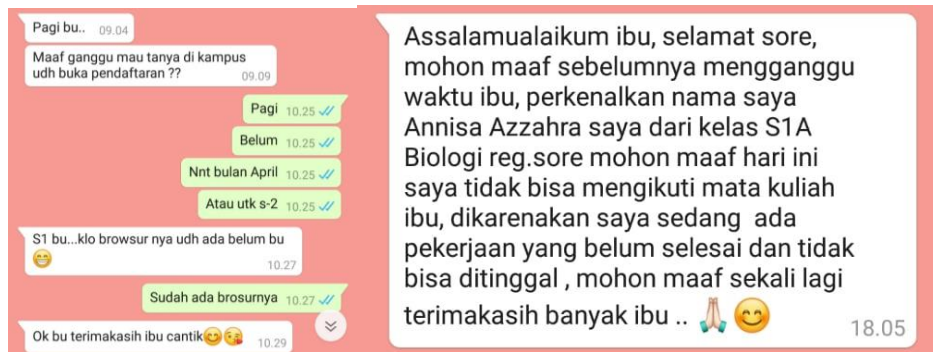 Pagi bu.. 09.04
Maaf ganggu mau tanya di kampus
udh buka pendaftaran ?? 09.09
Pagi 10.25
Belum 10.25
Nnt bulan April 10.25
Atau utk s-2 10.25
S1 bu...klo browsur nya udh ada belum bu
😁 10.27
Sudah ada brosurnya 10.27
Ok bu terimakasih ibu cantik😊😘 10.29
Assalamualaikum ibu, selamat sore,
mohon maaf sebelumnya mengganggu
waktu ibu, perkenalkan nama saya
Annisa Azzahra saya dari kelas S1A
Biologi reg.sore mohon maaf hari ini
saya tidak bisa mengikuti mata kuliah
ibu, dikarenakan saya sedang ada
pekerjaan yang belum selesai dan tidak
bisa ditinggal , mohon maaf sekali lagi
terimakasih banyak ibu .. 🙏🏻 😊
18.05